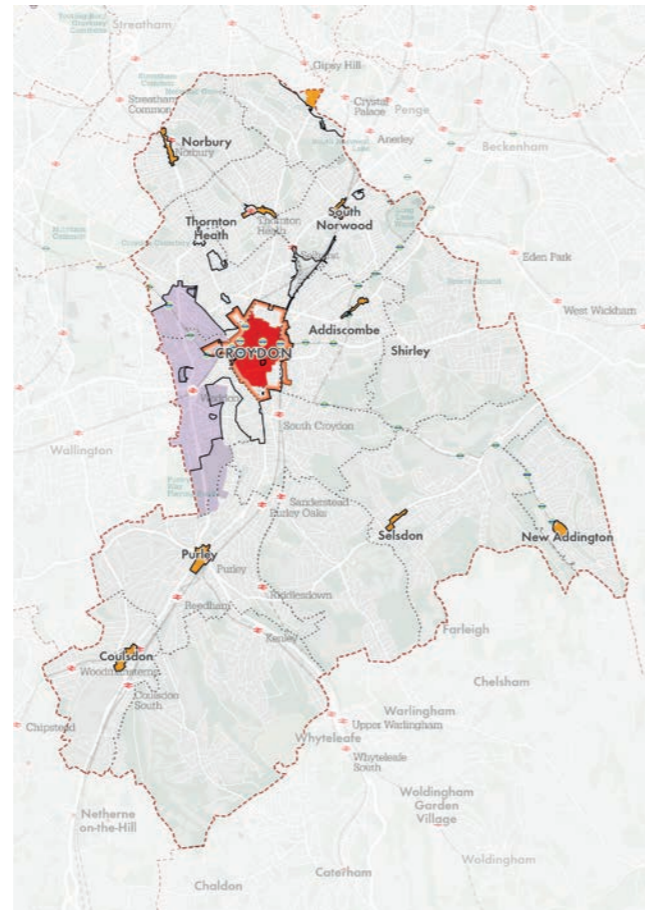 Streatham
Gipsy Hill
Streatham
Common
Crystal
Palace
Penge
Norbury
Norbury
Anerley
Beckenham
Thornton
Heath
Thornton
Heath
South
Norwood
Eden Park
West Wickham
Addiscombe
Shirley
CROYDON
Waddon
Wallington
South Croydon
Sanderstead
Purley Oaks
Selsdon
New Addington
Purley
Purley
Riddlesdown
Reedham
Kenley
Farleigh
Coulsdon
Woodmansterne
Coulsdon
South
Chelsham
Chipstead
Warlingham
Upper Warlingham
Whyteleafe
Whyteleafe
South
Woldingham
Garden
Village
Netherne
on-the-Hill
Woldingham
Chaldon
Caterham